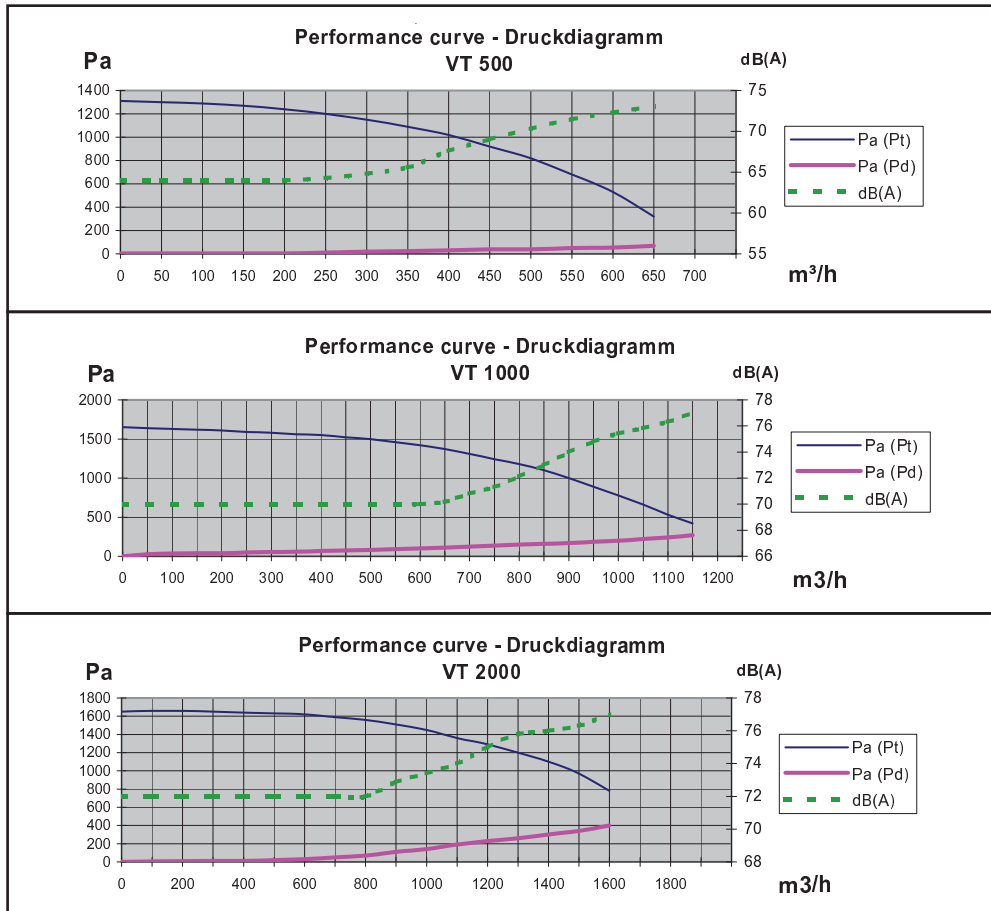 Performance curve - Druckdiagramm
VT 500
Pa
dB(A)
1400
1200
1000
800
600
400
200
0
75
70
65
60
55
0 50 100 150 200 250 300 350 400 450 500 550 600 650 700
m³/h
Pa (Pt)
Pa (Pd)
dB(A)
Performance curve - Druckdiagramm
VT 1000
Pa
dB(A)
2000
1500
1000
500
0
78
76
74
72
70
68
66
0 100 200 300 400 500 600 700 800 900 1000 1100 1200
m3/h
Pa (Pt)
Pa (Pd)
dB(A)
Performance curve - Druckdiagramm
VT 2000
Pa
dB(A)
1800
1600
1400
1200
1000
800
600
400
200
0
78
76
74
72
70
68
0 200 400 600 800 1000 1200 1400 1600 1800
m3/h
Pa (Pt)
Pa (Pd)
dB(A)